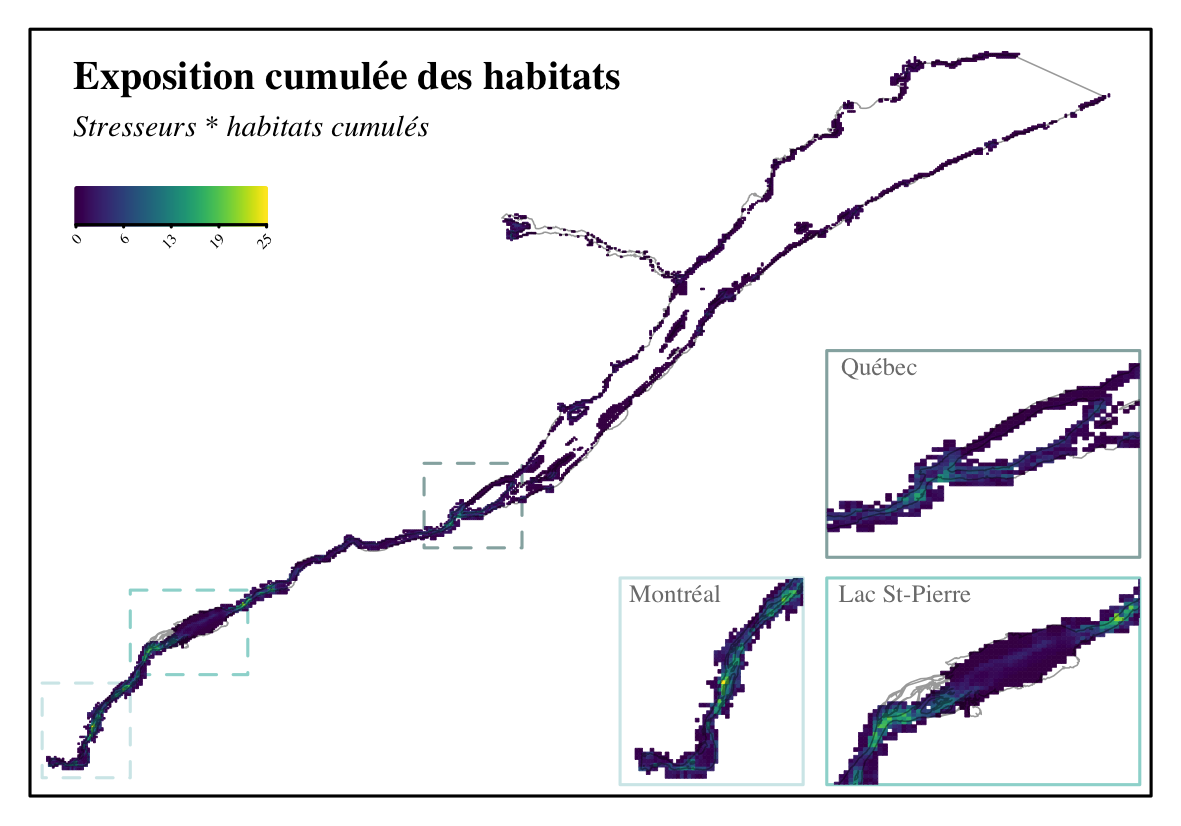 Exposition cumulée des habitats
Stresseurs * habitats cumulés
0 6 13 19 25
Québec
Montréal
Lac St-Pierre